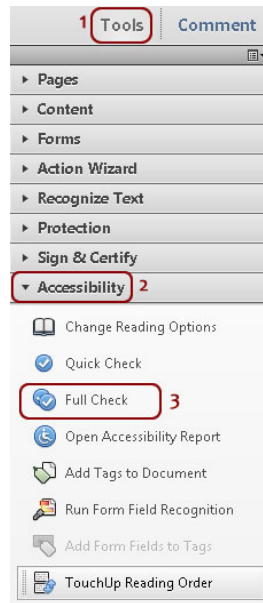 1 Tools Comment
Pages
Content
Forms
Action Wizard
Recognize Text
Protection
Sign & Certify
Accessibility 2
Change Reading Options
Quick Check
Full Check 3
Open Accessibility Report
Add Tags to Document
Run Form Field Recognition
Add Form Fields to Tags
TouchUp Reading Order